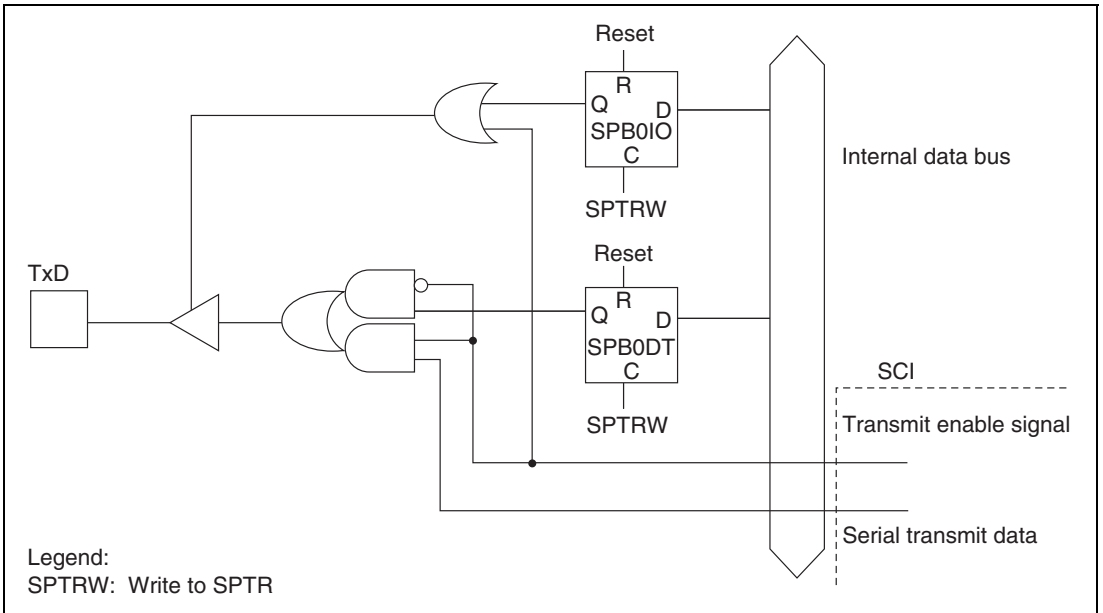 Reset
R
Q
D
SPB0IO
C
SPTRW
Internal data bus
Reset
TxD
R
Q
D
SPB0DT
C
SPTRW
SCI
Transmit enable signal
Serial transmit data
Legend:
SPTRW: Write to SPTR